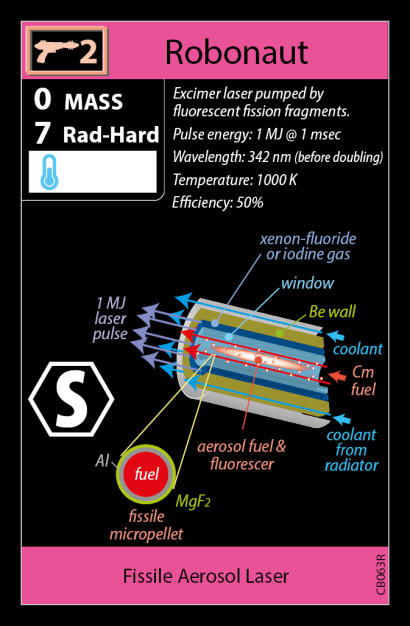 2
Robonaut
0 MASS
7 Rad-Hard
Excimer laser pumped by
fluorescent fission fragments.
Pulse energy: 1 MJ @ 1 msec
Wavelength: 342 nm (before doubling)
Temperature: 1000 K
Efficiency: 50%
xenon-fluoride
or iodine gas
window
Be wall
1 MJ
laser
pulse
coolant
Cm
fuel
S
aerosol fuel &
fluorescer
coolant
from
radiator
Al
fuel
MgF2
fissile
micropellet
Fissile Aerosol Laser
CB063R